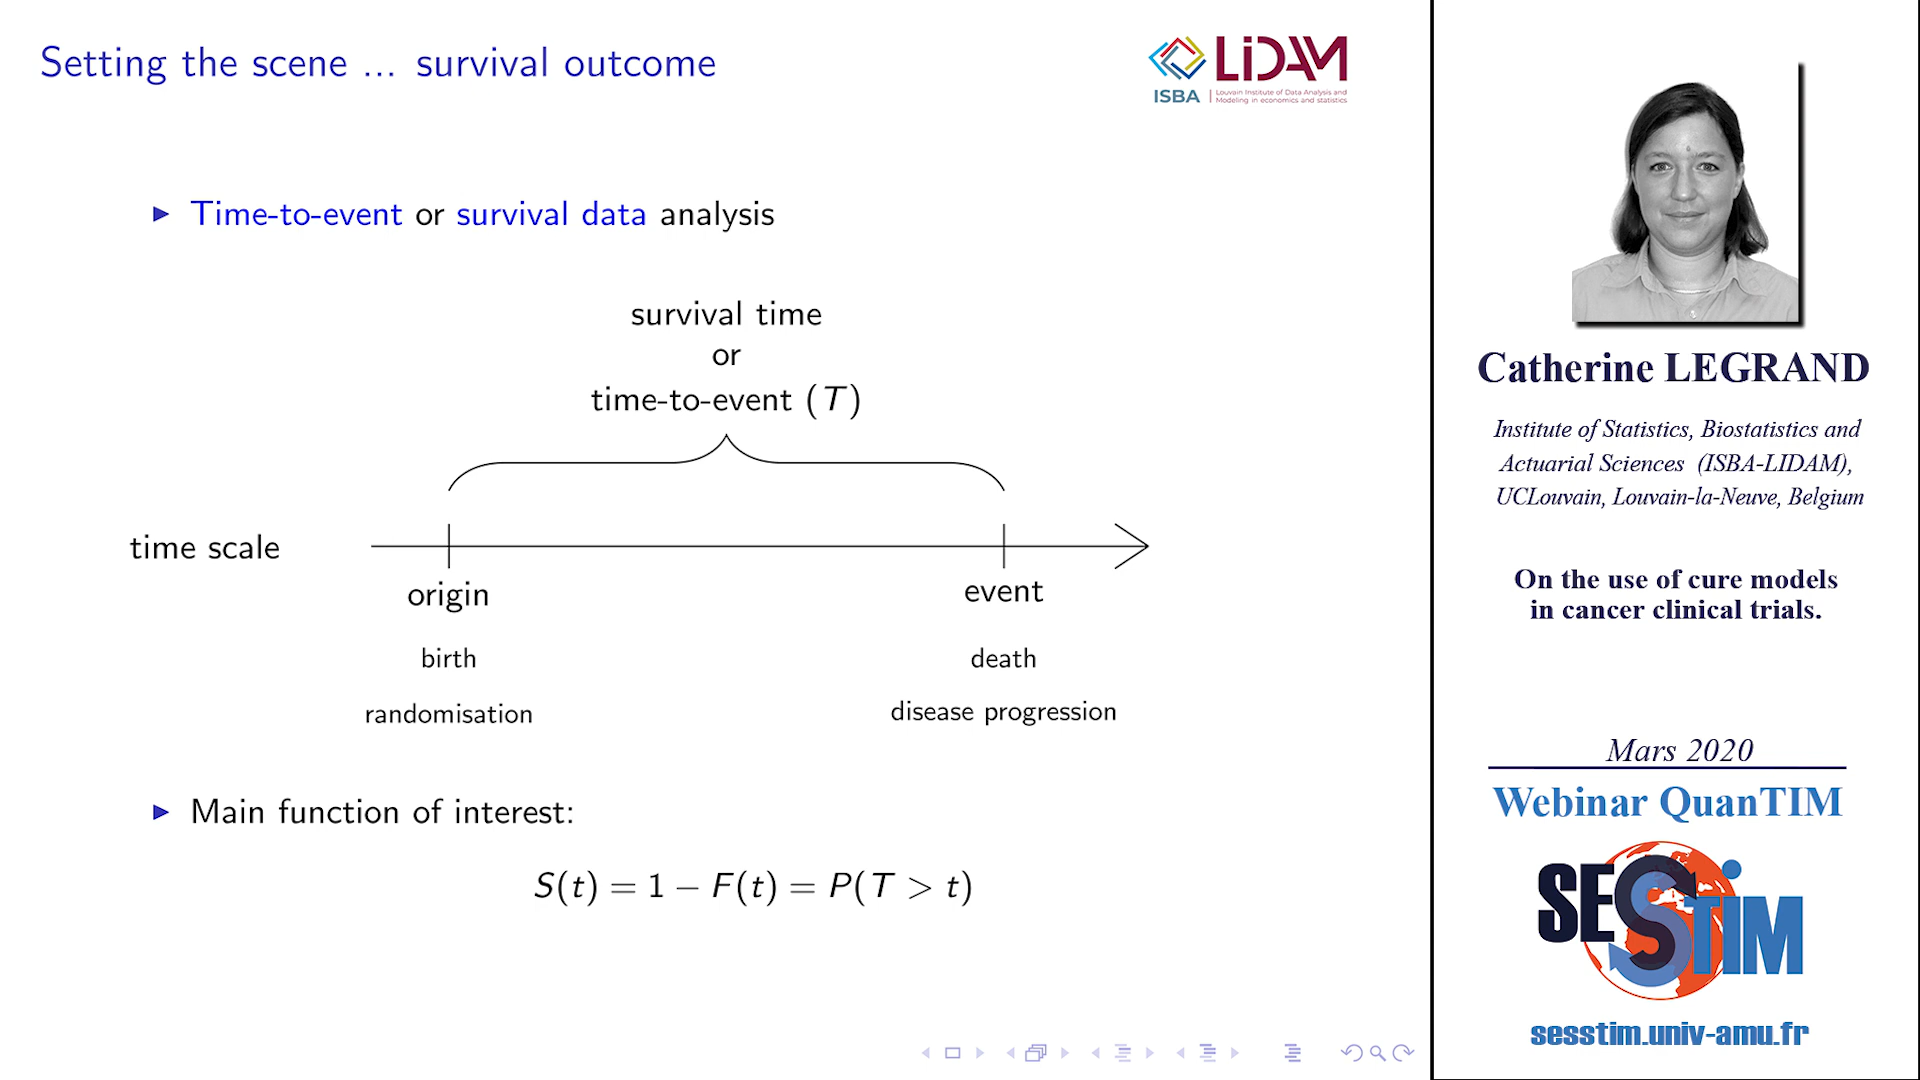 Setting the scene ... survival outcome
LiDAM
ISBA
Louvain Institute of Data Analysis and
Modeling in economics and statistics
Time-to-event or survival data analysis
survival time
or
time-to-event (T)
time scale
origin
event
birth
death
randomisation
disease progression
Main function of interest:
S(t) = 1 − F(t) = P(T > t)
Catherine LEGRAND
Institute of Statistics, Biostatistics and
Actuarial Sciences (ISBA-LIDAM),
UCLouvain, Louvain-la-Neuve, Belgium
On the use of cure models
in cancer clinical trials.
Mars 2020
Webinar QuanTIM
SESSTIM
sesstim.univ-amu.fr